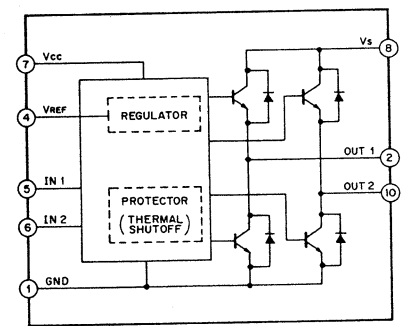 7 Vcc
Vs 8
4 VREF
REGULATOR
OUT 1
2
5 IN 1
OUT 2
10
6 IN 2
PROTECTOR
(THERMAL
SHUTOFF)
1 GND